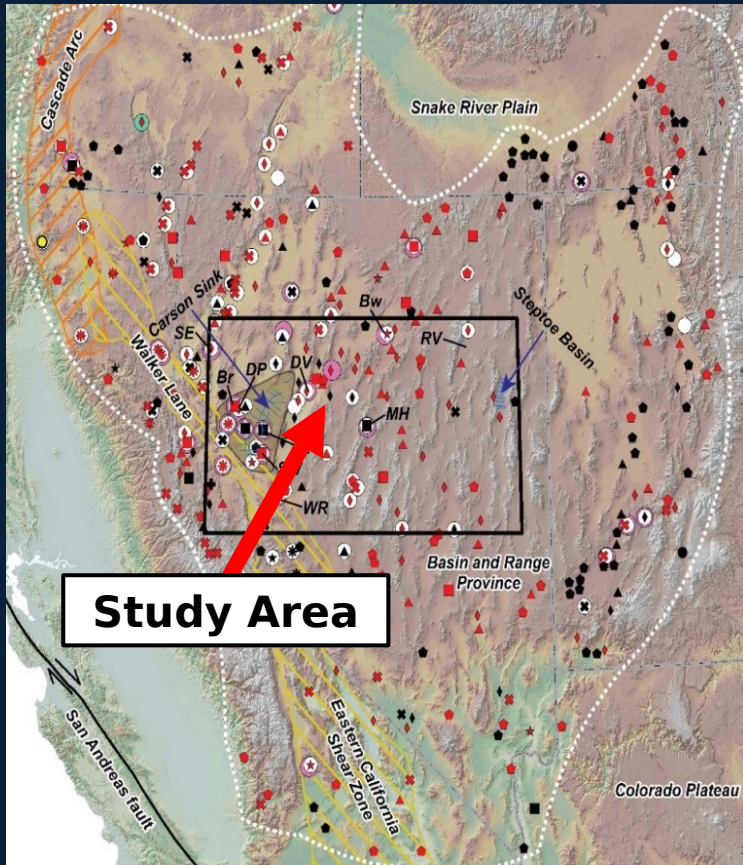 Cascade Arc
Snake River Plain
Carson Sink
SE
Walker Lane
Bw
RV
Steptoe Basin
DP
DV
Br
MH
WR
Basin and Range
Province
Study Area
San Andreas fault
Eastern California
Shear Zone
Colorado Plateau